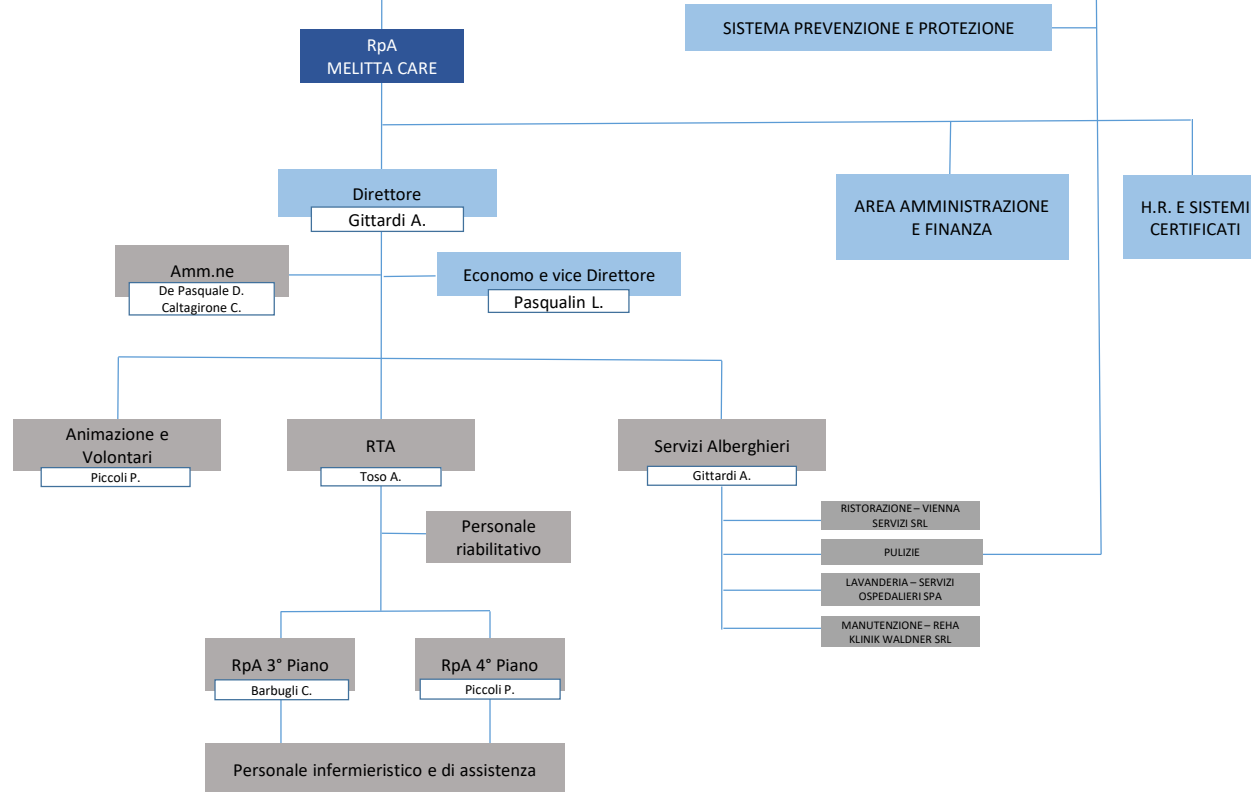 SISTEMA PREVENZIONE E PROTEZIONE
RpA
MELITTA CARE
Direttore
Gittardi A.
AREA AMMINISTRAZIONE
E FINANZA
H.R. E SISTEMI
CERTIFICATI
Amm.ne
De Pasquale D.
Caltagirone C.
Economo e vice Direttore
Pasqualin L.
Animazione e
Volontari
Piccoli P.
RTA
Toso A.
Servizi Alberghieri
Gittardi A.
Personale
riabilitativo
RISTORAZIONE – VIENNA
SERVIZI SRL
PULIZIE
LAVANDERIA – SERVIZI
OSPEDALIERI SPA
MANUTENZIONE – REHA
KLINIK WALDNER SRL
RpA 3° Piano
Barbugli C.
RpA 4° Piano
Piccoli P.
Personale infermieristico e di assistenza